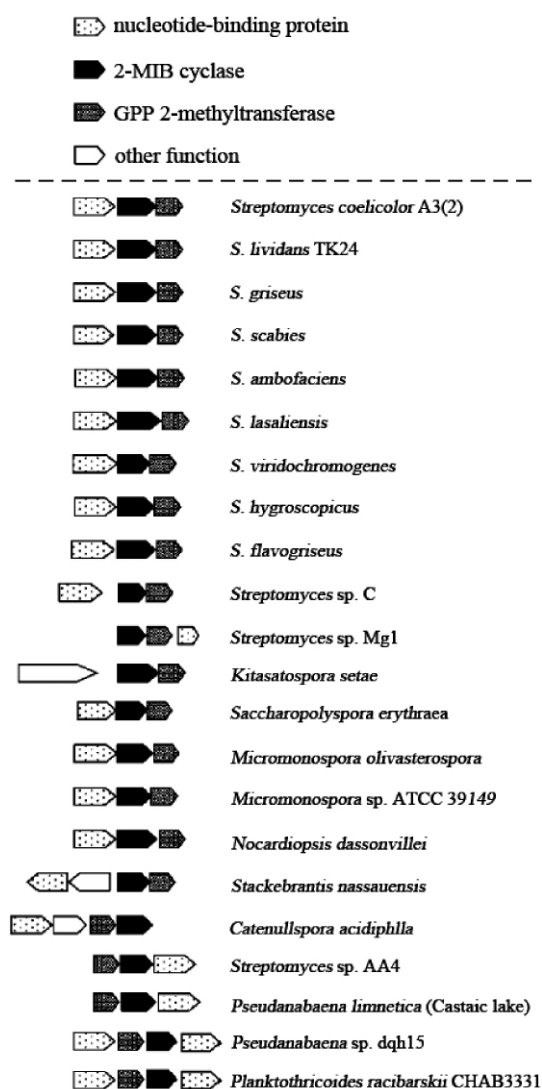 nucleotide-binding protein
2-MIB cyclase
GPP 2-methyltransferase
other function
Streptomyces coelicolor A3(2)
S. lividans TK24
S. griseus
S. scabies
S. ambofaciens
S. lasaliensis
S. viridochromogenes
S. hygroscopicus
S. flavogriseus
Streptomyces sp. C
Streptomyces sp. Mg1
Kitasatospora setae
Saccharopolyspora erythraea
Micromonospora olivasterospora
Micromonospora sp. ATCC 39149
Nocardiopsis dassonvillei
Stackebrantis nassauensis
Catenullspora acidiphlla
Streptomyces sp. AA4
Pseudanabaena limnetica (Castaic lake)
Pseudanabaena sp. dqh15
Planktothricoides racibarskii CHAB3331